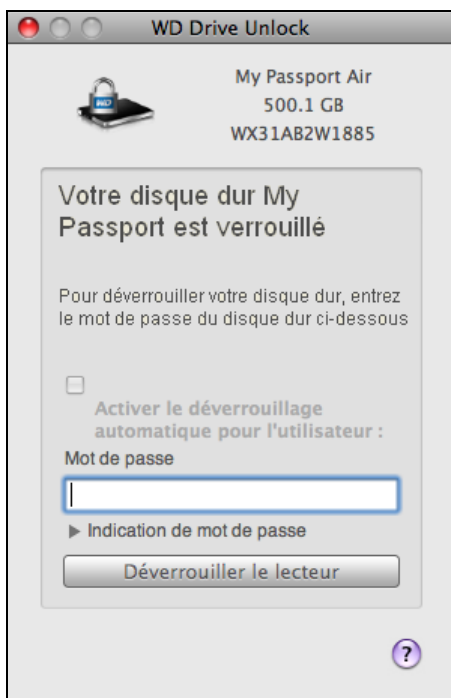 WD Drive Unlock
WD
My Passport Air
500.1 GB
WX31AB2W1885
Votre disque dur My
Passport est verrouillé
Pour déverrouiller votre disque dur, entrez
le mot de passe du disque dur ci-dessous
Activer le déverrouillage
automatique pour l'utilisateur :
Mot de passe
Indication de mot de passe
Déverrouiller le lecteur
?